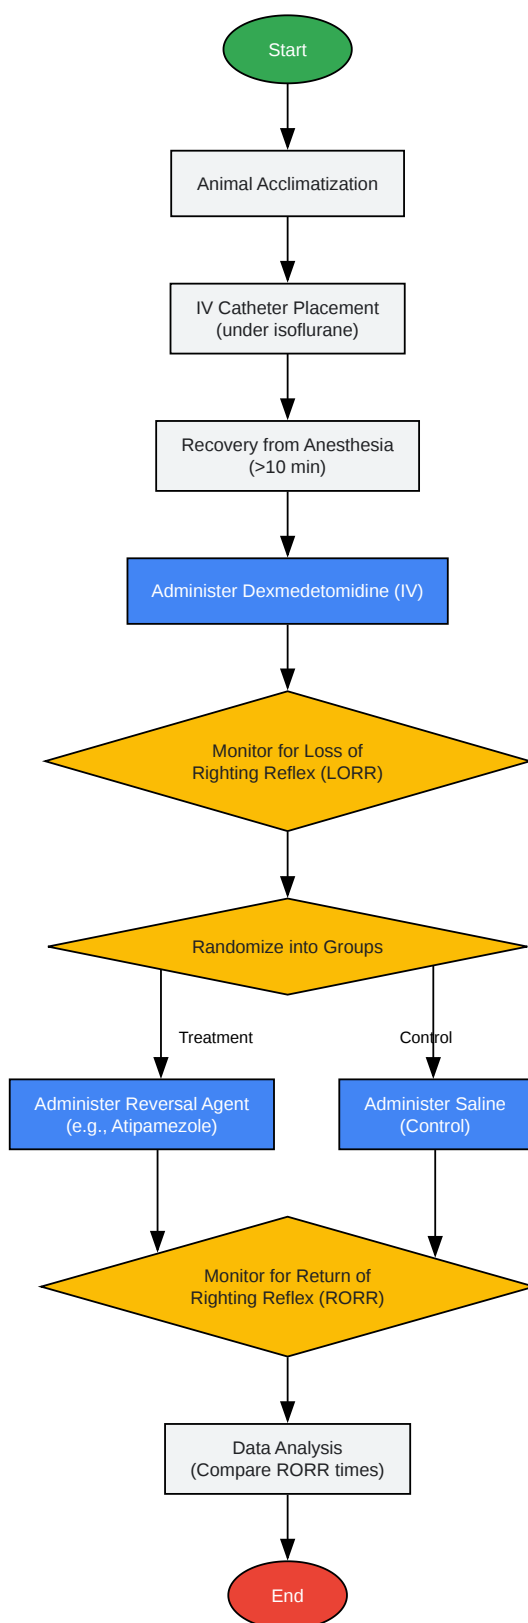 Start
Animal Acclimatization
IV Catheter Placement
(under isoflurane)
Recovery from Anesthesia
(>10 min)
Administer Dexmedetomidine (IV)
Monitor for Loss of
Righting Reflex (LORR)
Randomize into Groups
Treatment
Control
Administer Reversal Agent
(e.g., Atipamezole)
Administer Saline
(Control)
Monitor for Return of
Righting Reflex (RORR)
Data Analysis
(Compare RORR times)
End